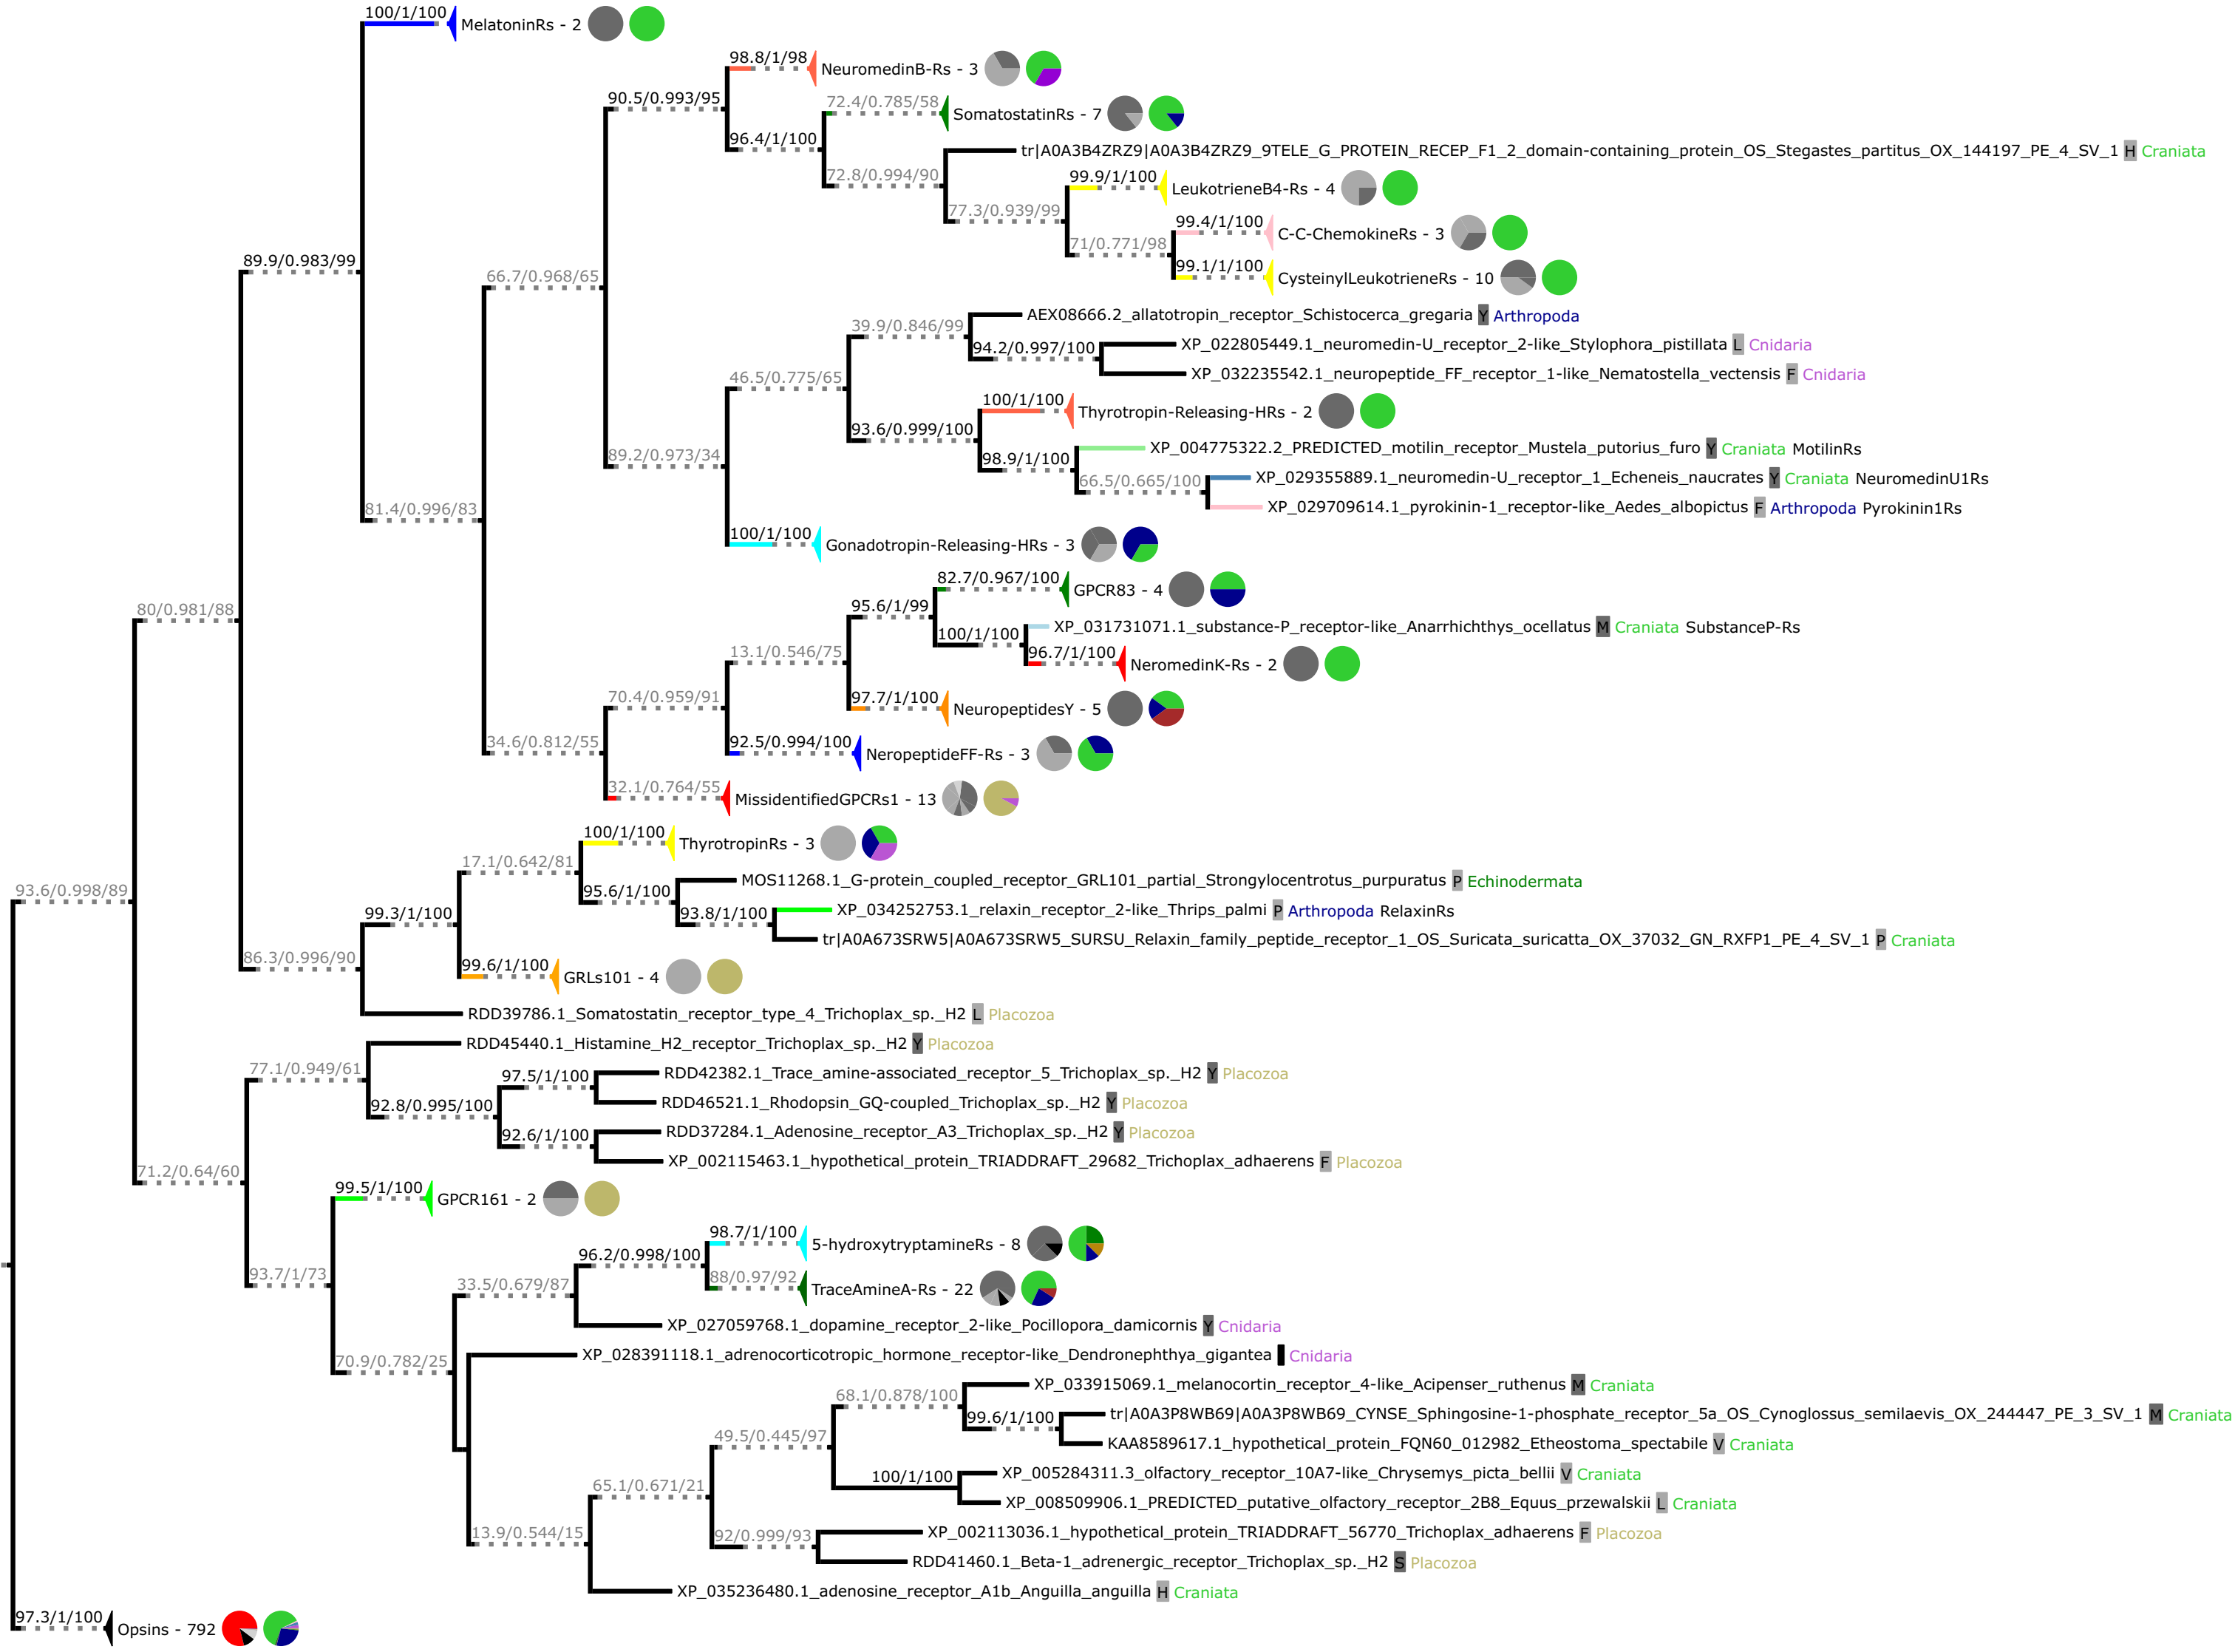 100/1/100
MelatoninRs - 2
98.8/1/98
NeuromedinB-Rs - 3
90.5/0.993/95
72.4/0.785/58
SomatostatinRs - 7
96.4/1/100
tr|A0A3B4ZRZ9|A0A3B4ZRZ9_9TELE_G_PROTEIN_RECEP_F1_2_domain-containing_protein_OS_Stegastes_partitus_OX_144197_PE_4_SV_1 H Craniata
72.8/0.994/90
99.9/1/100
LeukotrieneB4-Rs - 4
77.3/0.939/99
99.4/1/100
C-C-ChemokineRs - 3
71/0.771/98
89.9/0.983/99
99.1/1/100
CysteinylLeukotrieneRs - 10
66.7/0.968/65
AEX08666.2_allatotropin_receptor_Schistocerca_gregaria Y Arthropoda
39.9/0.846/99
94.2/0.997/100
XP_022805449.1_neuromedin-U_receptor_2-like_Stylophora_pistillata L Cnidaria
XP_032235542.1_neuropeptide_FF_receptor_1-like_Nematostella_vectensis F Cnidaria
46.5/0.775/65
100/1/100
Thyrotropin-Releasing-HRs - 2
93.6/0.999/100
XP_004775322.2_PREDICTED_motilin_receptor_Mustela_putorius_furo Y Craniata MotilinRs
89.2/0.973/34
98.9/1/100
XP_029355889.1_neuromedin-U_receptor_1_Echeneis_naucrates Y Craniata NeuromedinU1Rs
66.5/0.665/100
XP_029709614.1_pyrokinin-1_receptor-like_Aedes_albopictus F Arthropoda Pyrokinin1Rs
81.4/0.996/83
100/1/100
Gonadotropin-Releasing-HRs - 3
82.7/0.967/100
GPCR83 - 4
80/0.981/88
95.6/1/99
XP_031731071.1_substance-P_receptor-like_Anarrhichthys_ocellatus M Craniata SubstanceP-Rs
100/1/100
96.7/1/100
NeromedinK-Rs - 2
13.1/0.546/75
97.7/1/100
NeuropeptidesY - 5
70.4/0.959/91
34.6/0.812/55
92.5/0.994/100
NeropeptideFF-Rs - 3
32.1/0.764/55
MissidentifiedGPCRs1 - 13
100/1/100
ThyrotropinRs - 3
17.1/0.642/81
MOS11268.1_G-protein_coupled_receptor_GRL101_partial_Strongylocentrotus_purpuratus P Echinodermata
93.6/0.998/89
95.6/1/100
XP_034252753.1_relaxin_receptor_2-like_Thrips_palmi P Arthropoda RelaxinRs
99.3/1/100
93.8/1/100
tr|A0A673SRW5|A0A673SRW5_SURSU_Relaxin_family_peptide_receptor_1_OS_Suricata_suricatta_OX_37032_GN_RXFP1_PE_4_SV_1 P Craniata
86.3/0.996/90
99.6/1/100
GRLs101 - 4
RDD39786.1_Somatostatin_receptor_type_4_Trichoplax_sp._H2 L Placozoa
RDD45440.1_Histamine_H2_receptor_Trichoplax_sp._H2 Y Placozoa
77.1/0.949/61
97.5/1/100
RDD42382.1_Trace_amine-associated_receptor_5_Trichoplax_sp._H2 Y Placozoa
92.8/0.995/100
RDD46521.1_Rhodopsin_GQ-coupled_Trichoplax_sp._H2 Y Placozoa
92.6/1/100
RDD37284.1_Adenosine_receptor_A3_Trichoplax_sp._H2 Y Placozoa
XP_002115463.1_hypothetical_protein_TRIADDRAFT_29682_Trichoplax_adhaerens F Placozoa
71.2/0.64/60
99.5/1/100
GPCR161 - 2
98.7/1/100
5-hydroxytryptamineRs - 8
96.2/0.998/100
93.7/1/73
88/0.97/92
TraceAmineA-Rs - 22
33.5/0.679/87
XP_027059768.1_dopamine_receptor_2-like_Pocillopora_damicornis Y Cnidaria
70.9/0.782/25
XP_028391118.1_adrenocorticotropic_hormone_receptor-like_Dendronephthya_gigantea Cnidaria
XP_033915069.1_melanocortin_receptor_4-like_Acipenser_ruthenus M Craniata
68.1/0.878/100
99.6/1/100
tr|A0A3P8WB69|A0A3P8WB69_CYNSE_Sphingosine-1-phosphate_receptor_5a_OS_Cynoglossus_semilaevis_OX_244447_PE_3_SV_1 M Craniata
49.5/0.445/97
KAA8589617.1_hypothetical_protein_FQN60_012982_Etheostoma_spectabile V Craniata
100/1/100
XP_005284311.3_olfactory_receptor_10A7-like_Chrysemys_picta_bellii V Craniata
65.1/0.671/21
XP_008509906.1_PREDICTED_putative_olfactory_receptor_2B8_Equus_przewalskii L Craniata
13.9/0.544/15
92/0.999/93
XP_002113036.1_hypothetical_protein_TRIADDRAFT_56770_Trichoplax_adhaerens F Placozoa
RDD41460.1_Beta-1_adrenergic_receptor_Trichoplax_sp._H2 S Placozoa
XP_035236480.1_adenosine_receptor_A1b_Anguilla_anguilla H Craniata
97.3/1/100
Opsins - 792